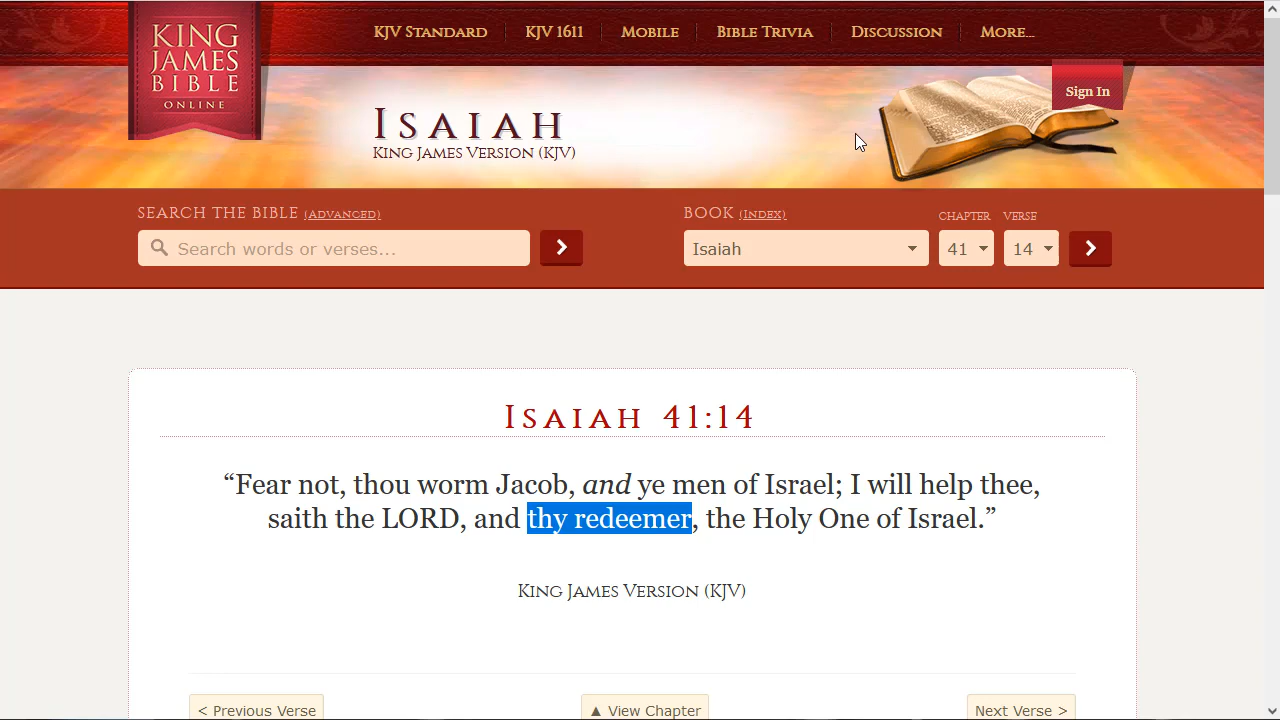 KING
JAMES
BIBLE
ONLINE
KJV Standard
KJV 1611
Mobile
Bible Trivia
Discussion
More...
Sign In
Isaiah
King James Version (KJV)
Search the Bible (Advanced)
Book (Index)
Chapter
Verse
Search words or verses...
Isaiah
41
14
Isaiah 41:14
“Fear not, thou worm Jacob, and ye men of Israel; I will help thee,
saith the LORD, and thy redeemer, the Holy One of Israel.”
King James Version (KJV)
< Previous Verse
▲ View Chapter
Next Verse >